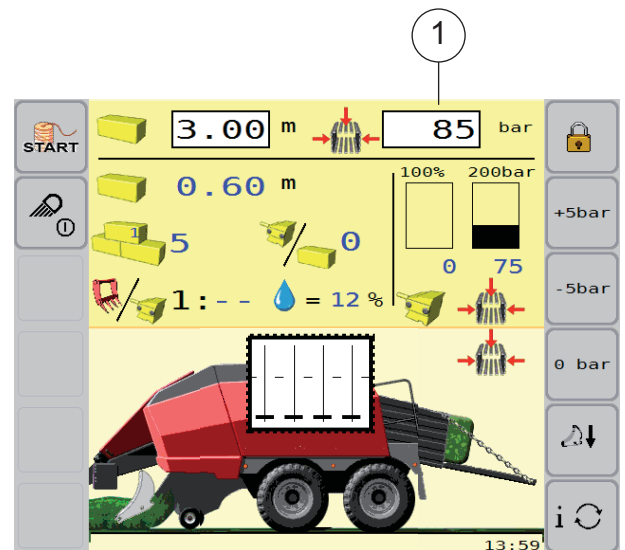 1
START
3.00 m
85 bar
0.60 m
100% 200bar
+5bar
1
5
0
0 75
-5bar
1:-- = 12 %
0 bar
i
13:59